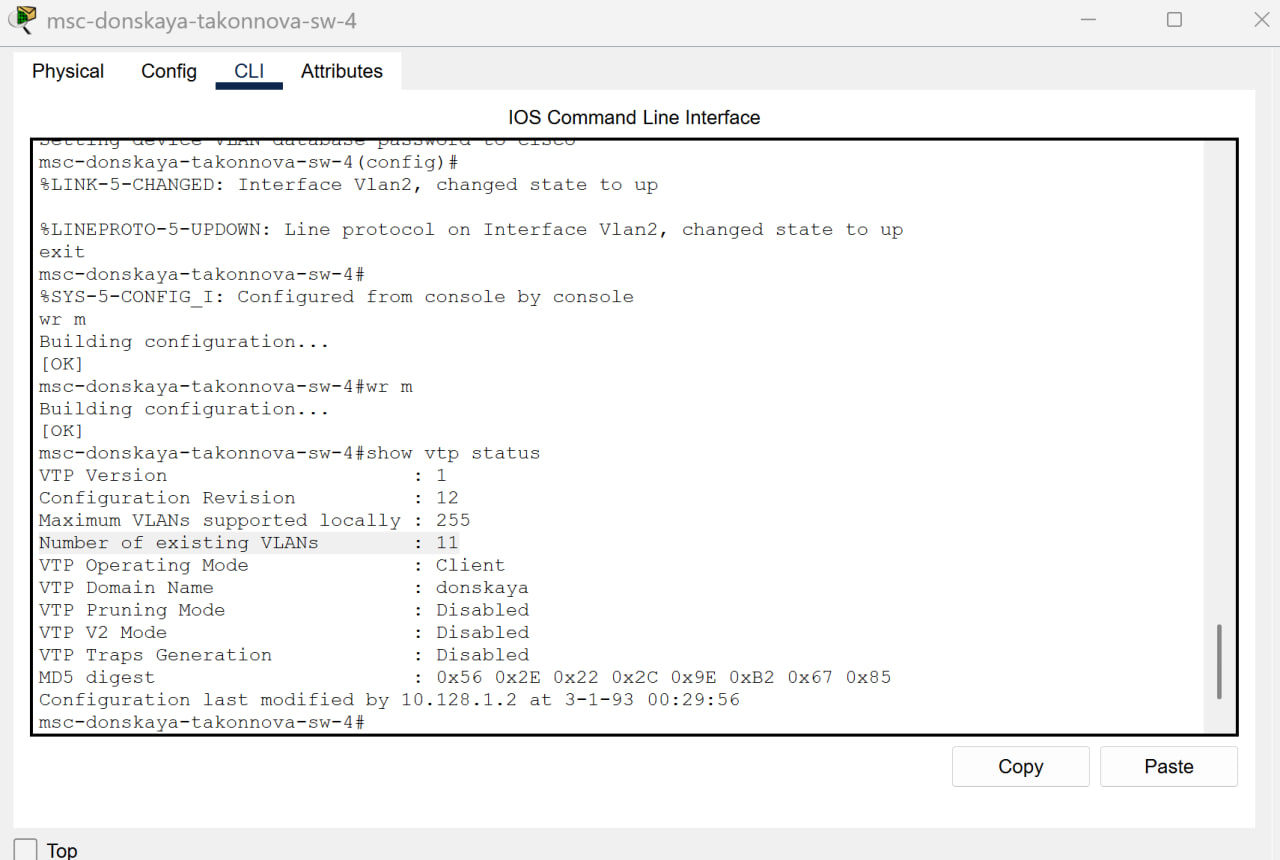 msc-donskaya-takonnova-sw-4
Physical Config CLI Attributes
IOS Command Line Interface
Setting device VLAN database password to cisco
msc-donskaya-takonnova-sw-4(config)#
%LINK-5-CHANGED: Interface Vlan2, changed state to up
%LINEPROTO-5-UPDOWN: Line protocol on Interface Vlan2, changed state to up
exit
msc-donskaya-takonnova-sw-4#
%SYS-5-CONFIG_I: Configured from console by console
wr m
Building configuration...
[OK]
msc-donskaya-takonnova-sw-4#wr m
Building configuration...
[OK]
msc-donskaya-takonnova-sw-4#show vtp status
VTP Version : 1
Configuration Revision : 12
Maximum VLANs supported locally : 255
Number of existing VLANs : 11
VTP Operating Mode : Client
VTP Domain Name : donskaya
VTP Pruning Mode : Disabled
VTP V2 Mode : Disabled
VTP Traps Generation : Disabled
MD5 digest : 0x56 0x2E 0x22 0x2C 0x9E 0xB2 0x67 0x85
Configuration last modified by 10.128.1.2 at 3-1-93 00:29:56
msc-donskaya-takonnova-sw-4#
Copy Paste
Top